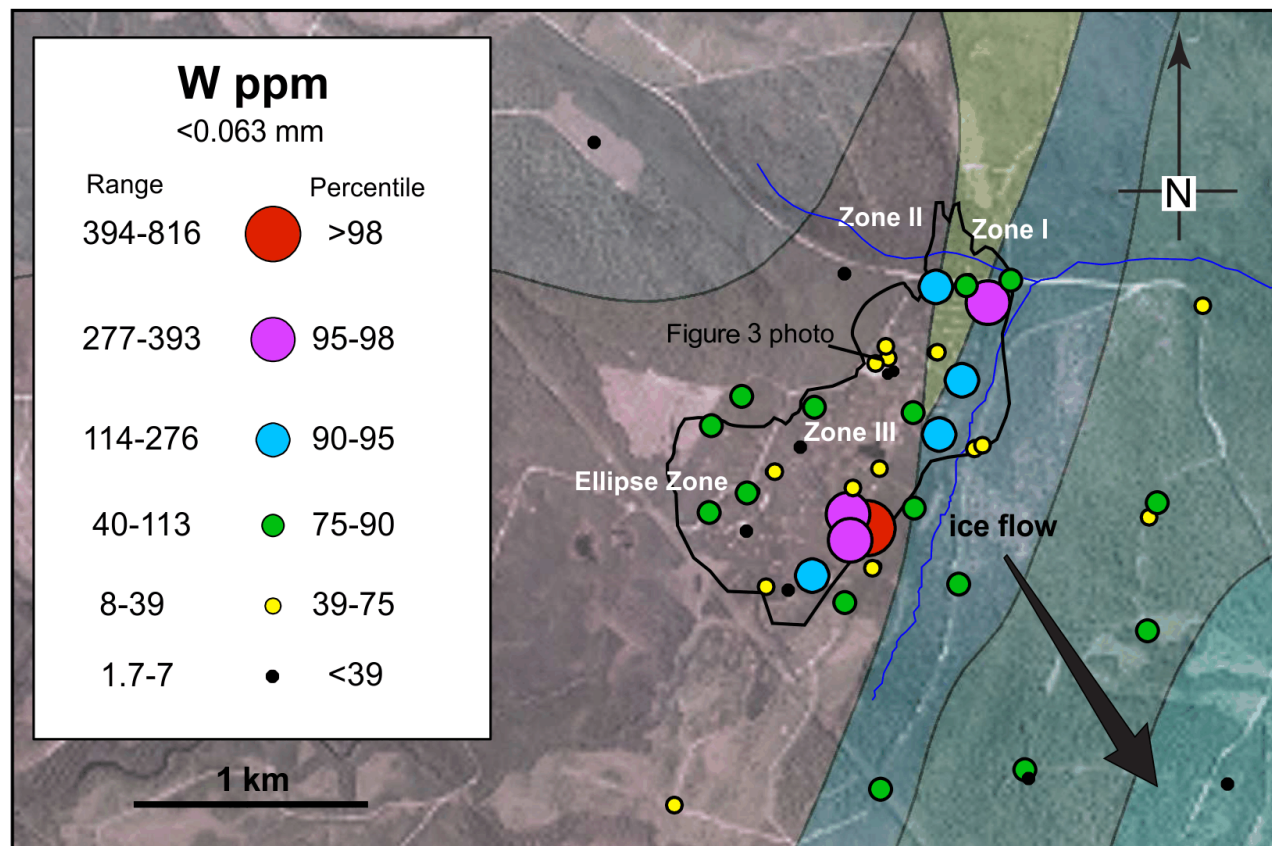 W ppm
<0.063 mm
Range Percentile
394-816 >98
277-393 95-98
114-276 90-95
40-113 75-90
8-39 39-75
1.7-7 <39
1 km
N
Zone II
Zone I
Figure 3 photo
Zone III
Ellipse Zone
ice flow